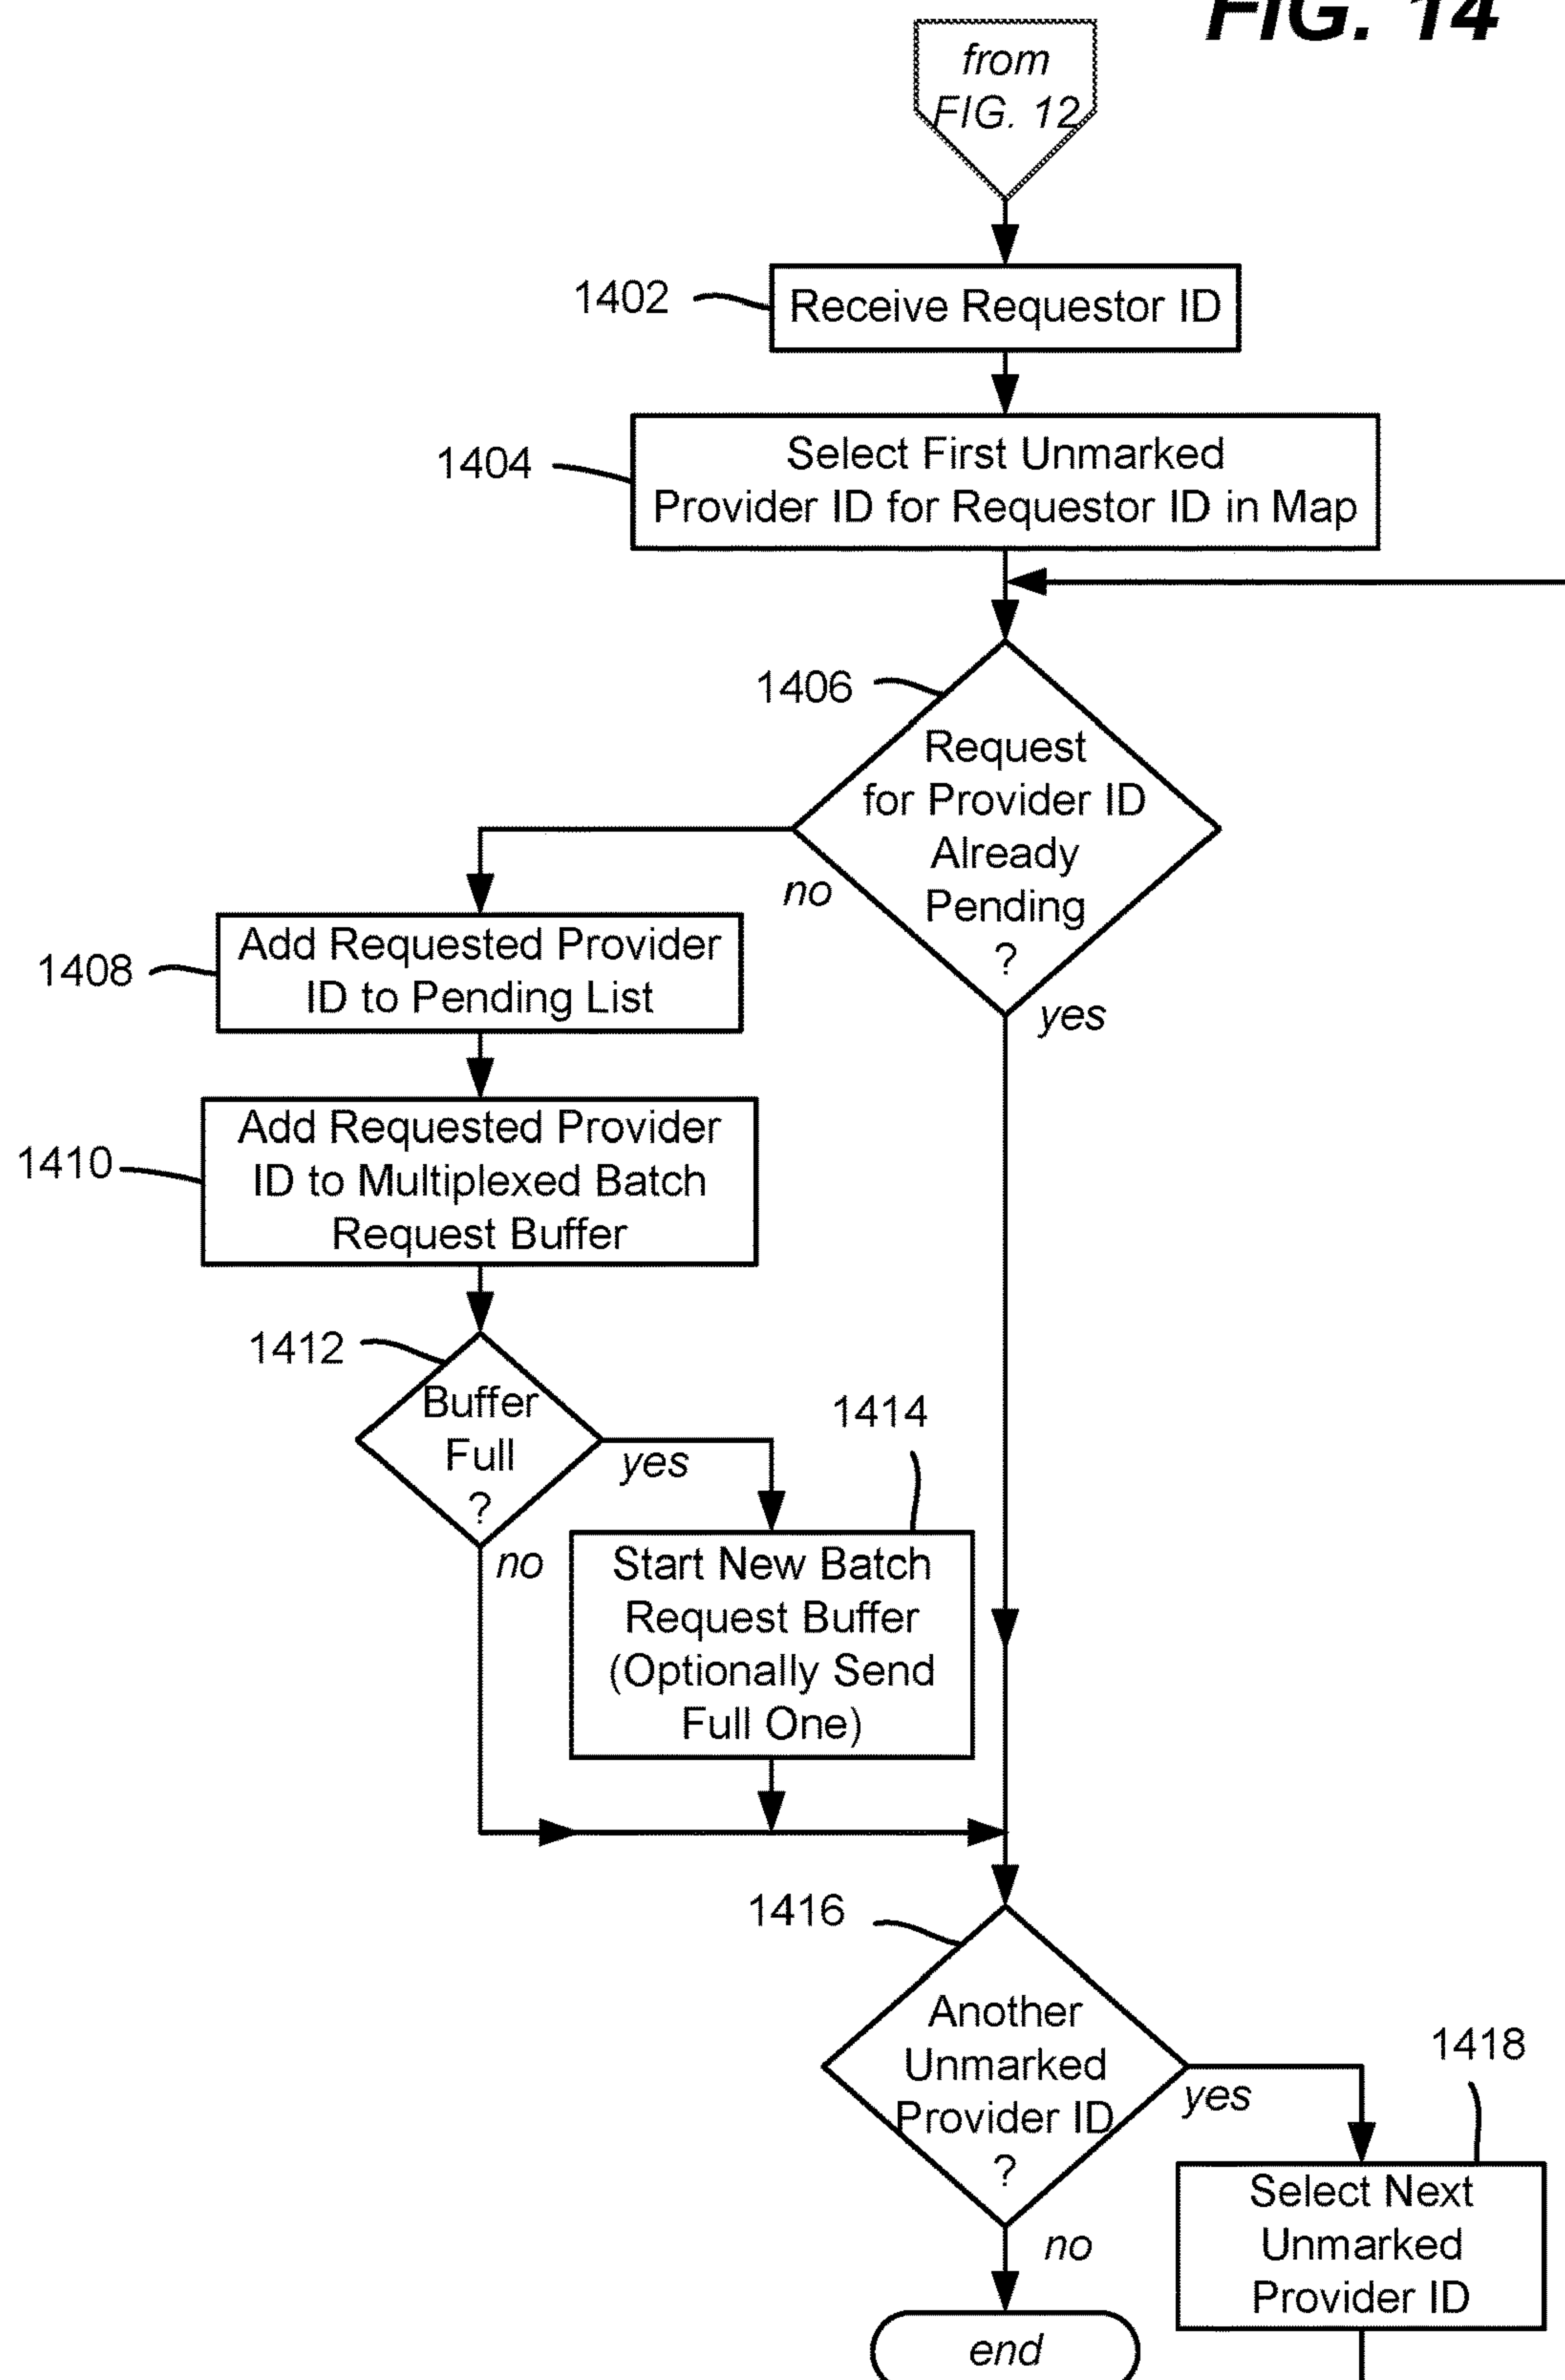 FIG. 14
from
FIG. 12
1402
Receive Requestor ID
1404
Select First Unmarked
Provider ID for Requestor ID in Map
1406
Request
for Provider ID
Already
Pending
?
no
yes
1408
Add Requested Provider
ID to Pending List
1410
Add Requested Provider
ID to Multiplexed Batch
Request Buffer
1412
Buffer
Full
?
yes
no
1414
Start New Batch
Request Buffer
(Optionally Send
Full One)
1416
Another
Unmarked
Provider ID
?
yes
no
1418
Select Next
Unmarked
Provider ID
end